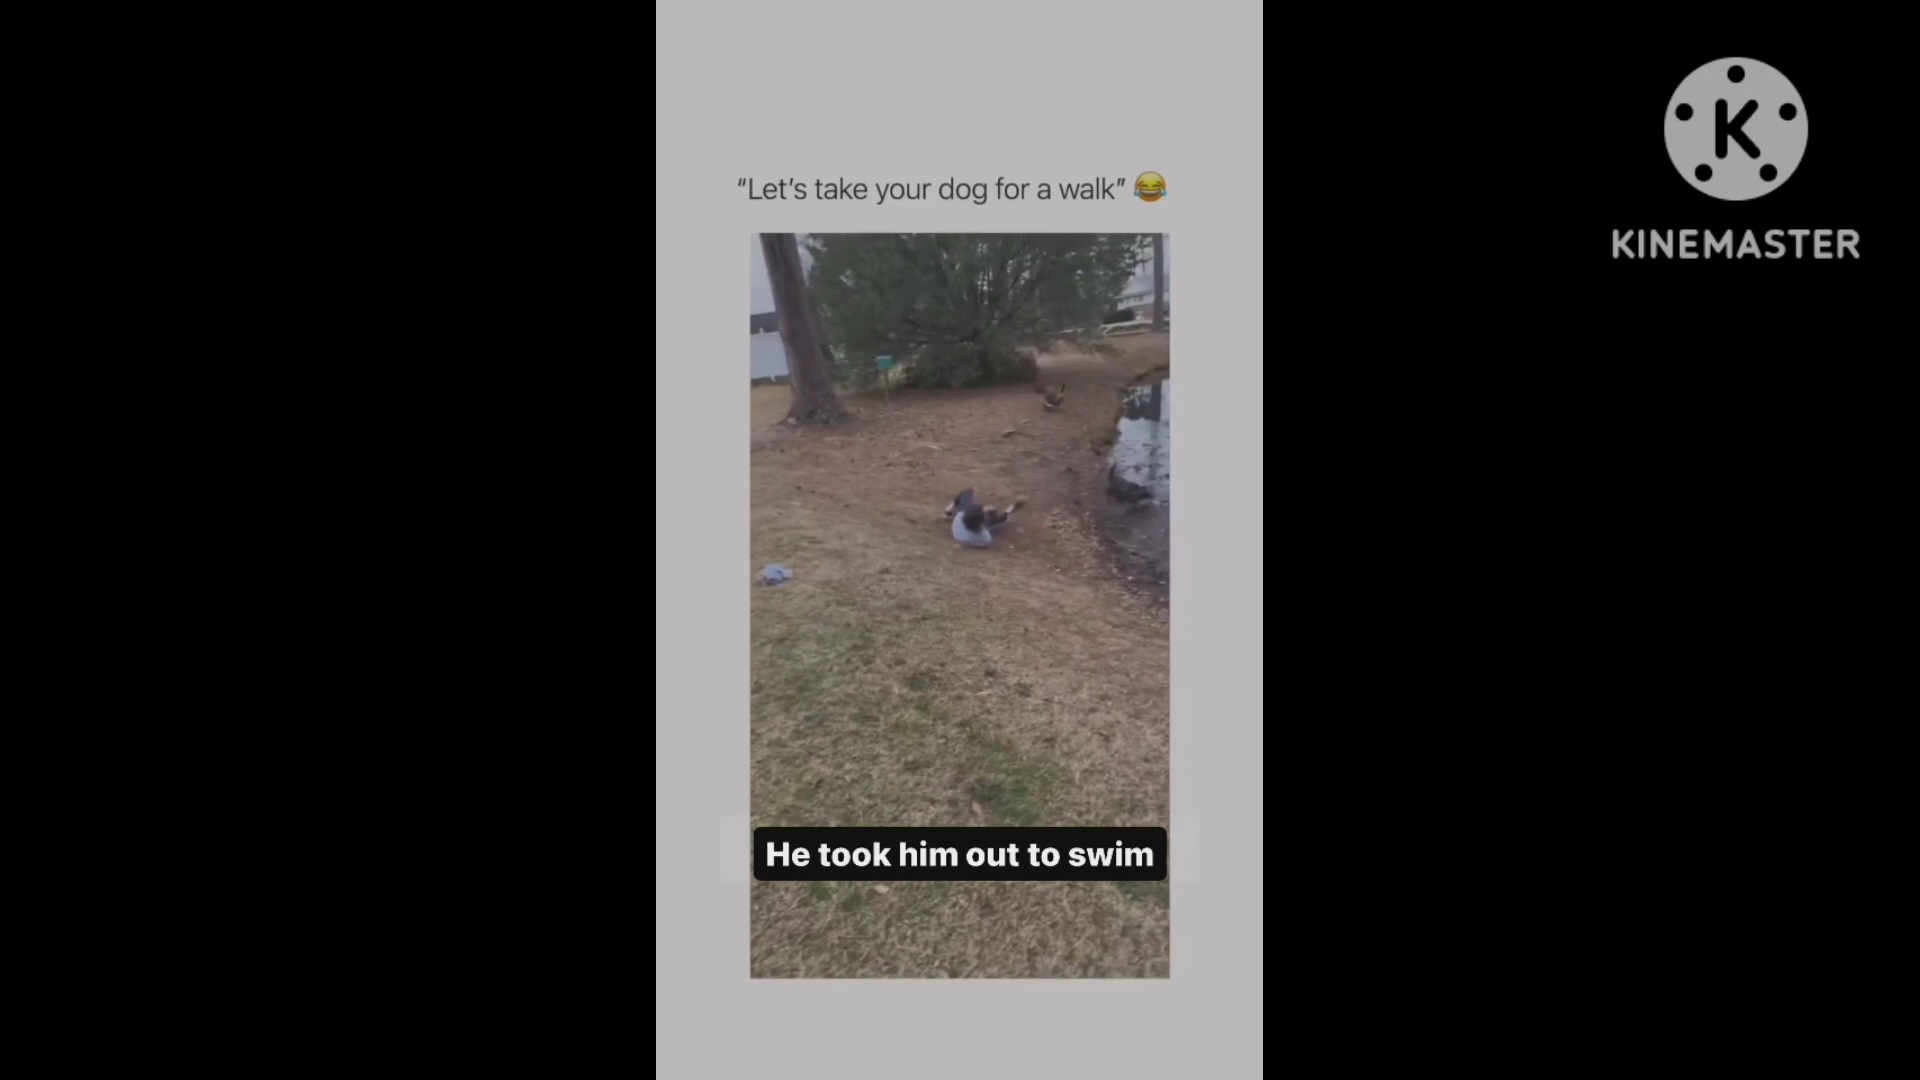 “Let’s take your dog for a walk” 😂
KINEMASTER
He took him out to swim